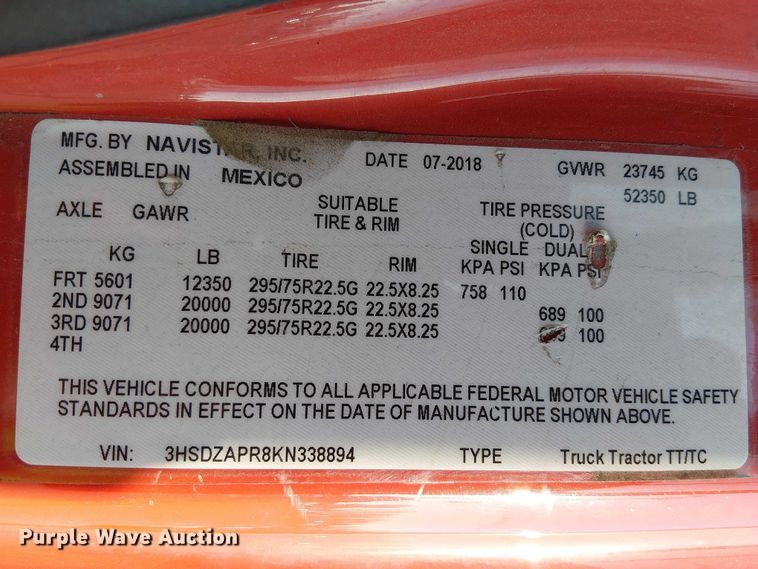 MFG. BY NAVISTAR, INC. DATE 07-2018 GVWR 23745 KG
ASSEMBLED IN MEXICO 52350 LB
AXLE GAWR SUITABLE TIRE PRESSURE
TIRE & RIM (COLD)
SINGLE DUAL
KG LB TIRE RIM KPA PSI KPA PSI
FRT 5601 12350 295/75R22.5G 22.5X8.25 758 110
2ND 9071 20000 295/75R22.5G 22.5X8.25 689 100
3RD 9071 20000 295/75R22.5G 22.5X8.25 100
4TH
THIS VEHICLE CONFORMS TO ALL APPLICABLE FEDERAL MOTOR VEHICLE SAFETY
STANDARDS IN EFFECT ON THE DATE OF MANUFACTURE SHOWN ABOVE.
VIN: 3HSDZAPR8KN338894 TYPE Truck Tractor TT/TC
Purple Wave Auction